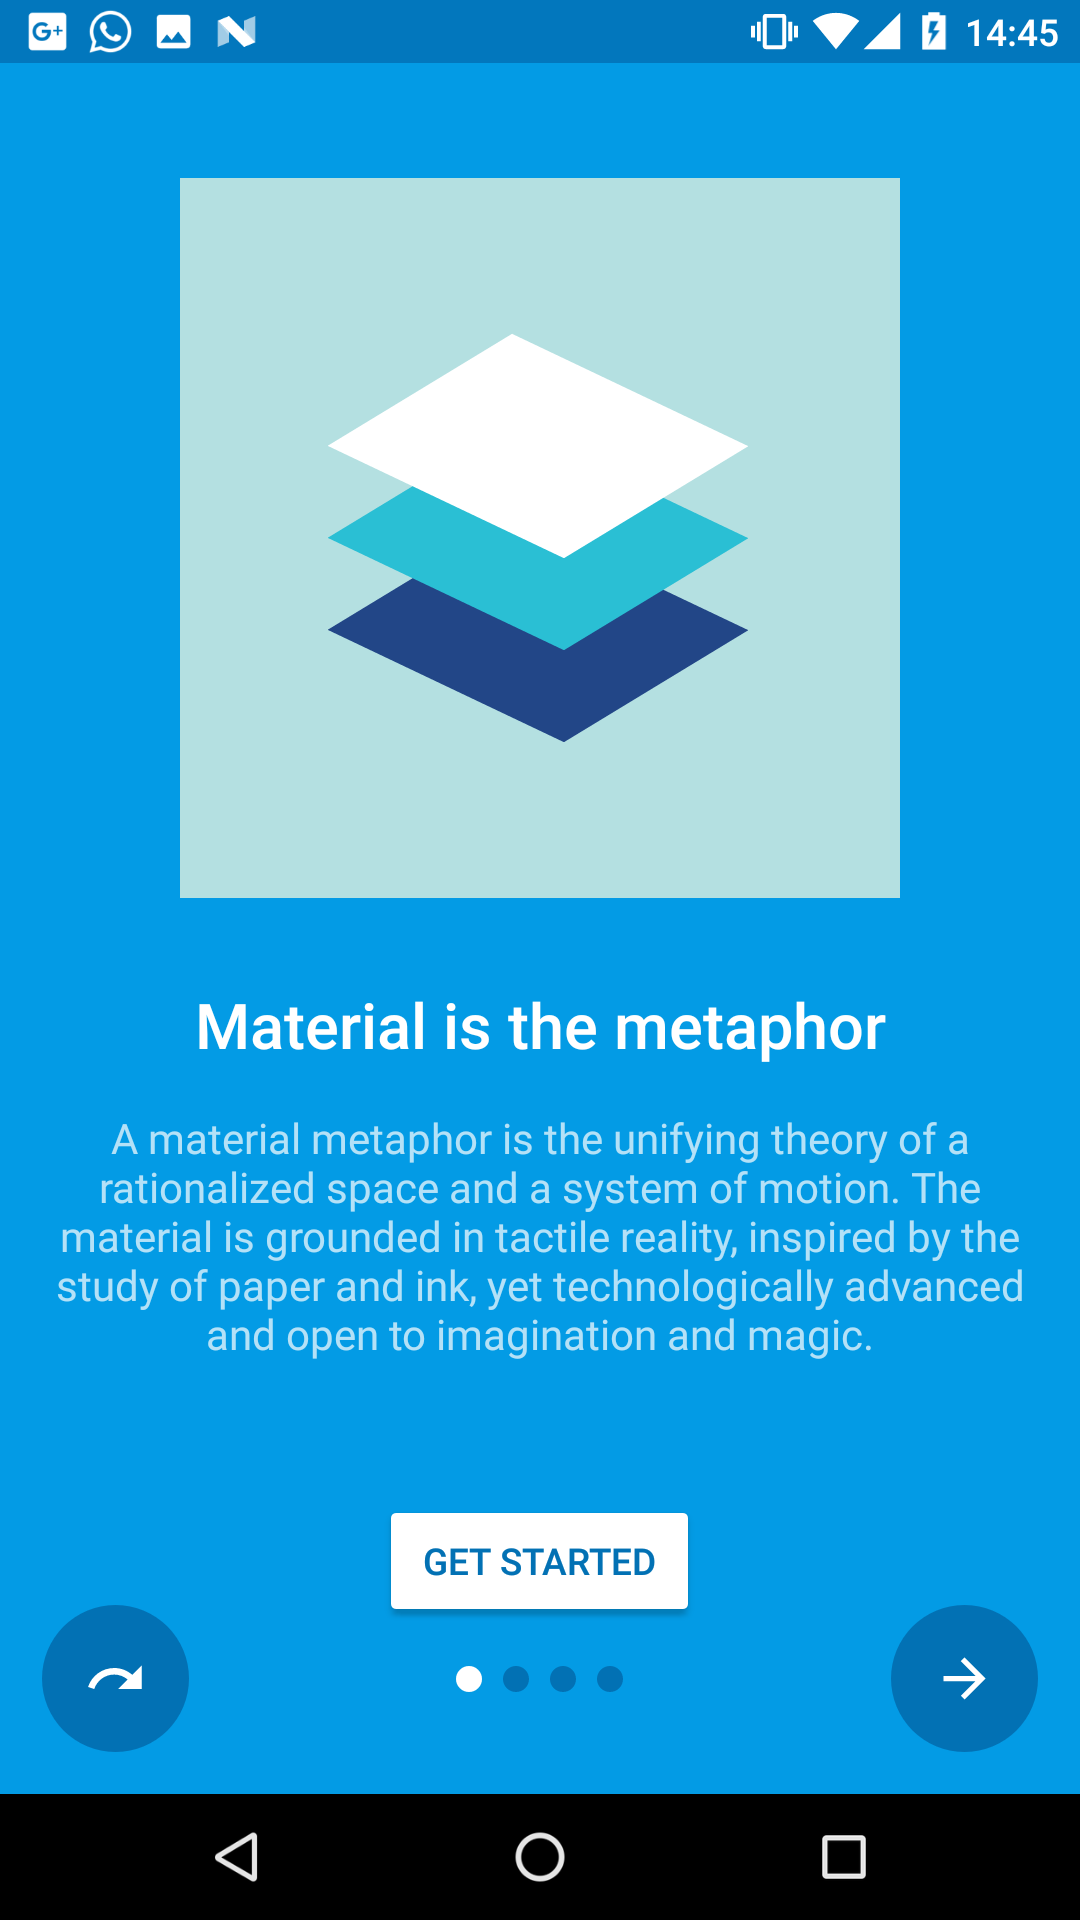 G+ 14:45
Material is the metaphor
A material metaphor is the unifying theory of a
rationalized space and a system of motion. The
material is grounded in tactile reality, inspired by the
study of paper and ink, yet technologically advanced
and open to imagination and magic.
GET STARTED